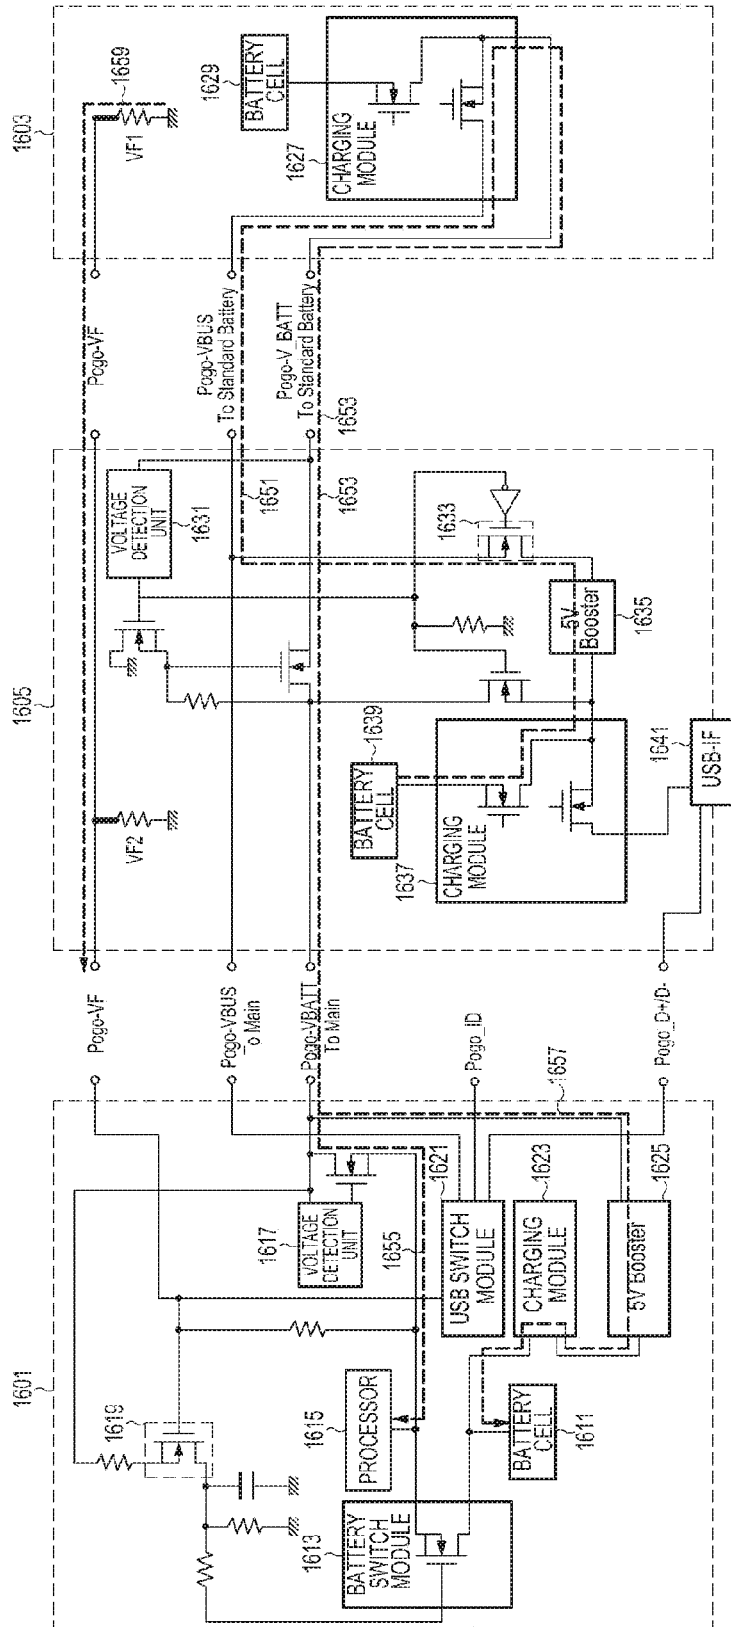 1601
1619
1617
VOLTAGE
DETECTION
UNIT
1615
PROCESSOR
1655
1613
BATTERY
SWITCH
MODULE
1621
USB SWITCH
MODULE
1657
1623
CHARGING
MODULE
1625
5V Booster
BATTERY
CELL
1611
Pogo-VF
Pogo-VBUS
To Main
Pogo-VBATT
To Main
Pogo_ID
Pogo_D+/D-
1605
VF2
VOLTAGE
DETECTION
UNIT
1631
1651
1653
1633
5V
Booster
1635
1639
BATTERY
CELL
1637
CHARGING
MODULE
1641
USB-IF
Pogo-VF
Pogo-VBUS
To Standard Battery
Pogo-V_BATT
To Standard Battery
1653
1603
1659
VF1
1629
BATTERY
CELL
1627
CHARGING
MODULE